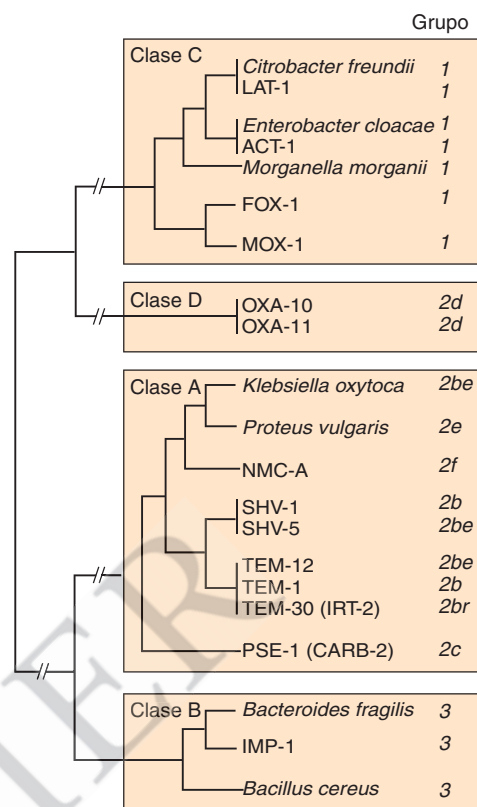 Grupo
Clase C
Citrobacter freundii 1
LAT-1 1
Enterobacter cloacae 1
ACT-1 1
Morganella morganii 1
FOX-1 1
MOX-1 1
Clase D
OXA-10 2d
OXA-11 2d
Clase A
Klebsiella oxytoca 2be
Proteus vulgaris 2e
NMC-A 2f
SHV-1 2b
SHV-5 2be
TEM-12 2be
TEM-1 2b
TEM-30 (IRT-2) 2br
PSE-1 (CARB-2) 2c
Clase B
Bacteroides fragilis 3
IMP-1 3
Bacillus cereus 3